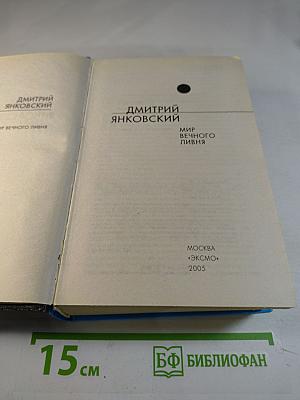 ДМИТРИЙ
ЯНКОВСКИЙ
МИР ВЕЧНОГО ЛИВНЯ
ДМИТРИЙ
ЯНКОВСКИЙ
МИР
ВЕЧНОГО
ЛИВНЯ
МОСКВА
«ЭКСМО»
2005
15 см
БФ БИБЛИОФАН